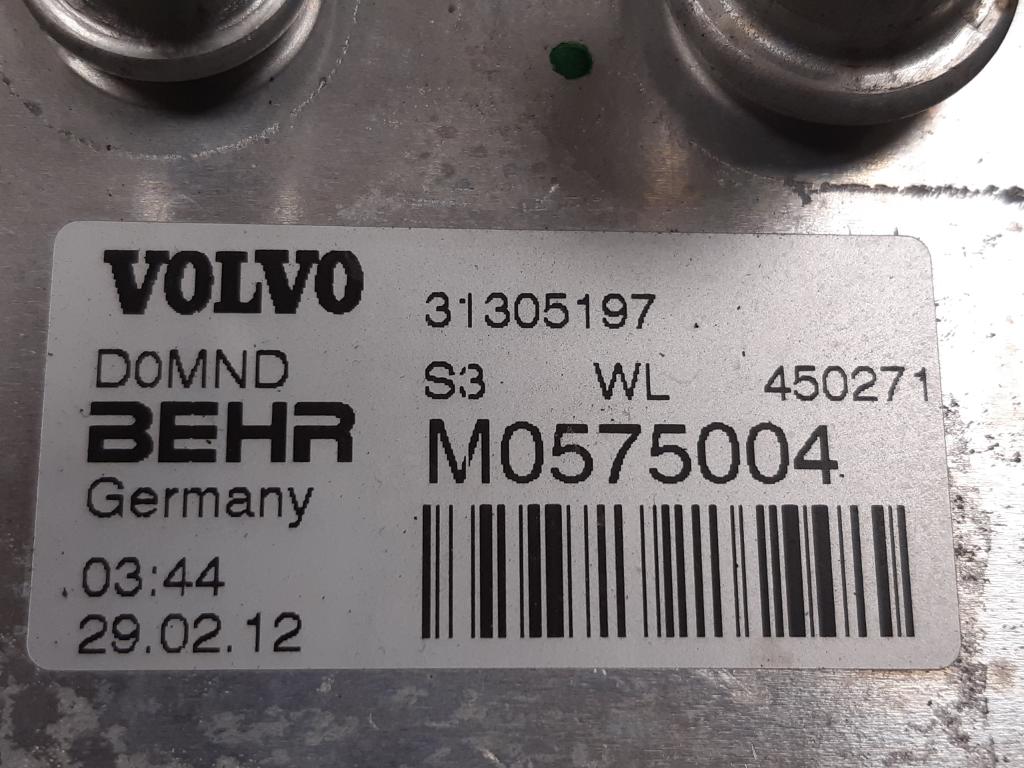 VOLVO 31305197
D0MND S3 WL 450271
BEHR M0575004
Germany
03:44
29.02.12